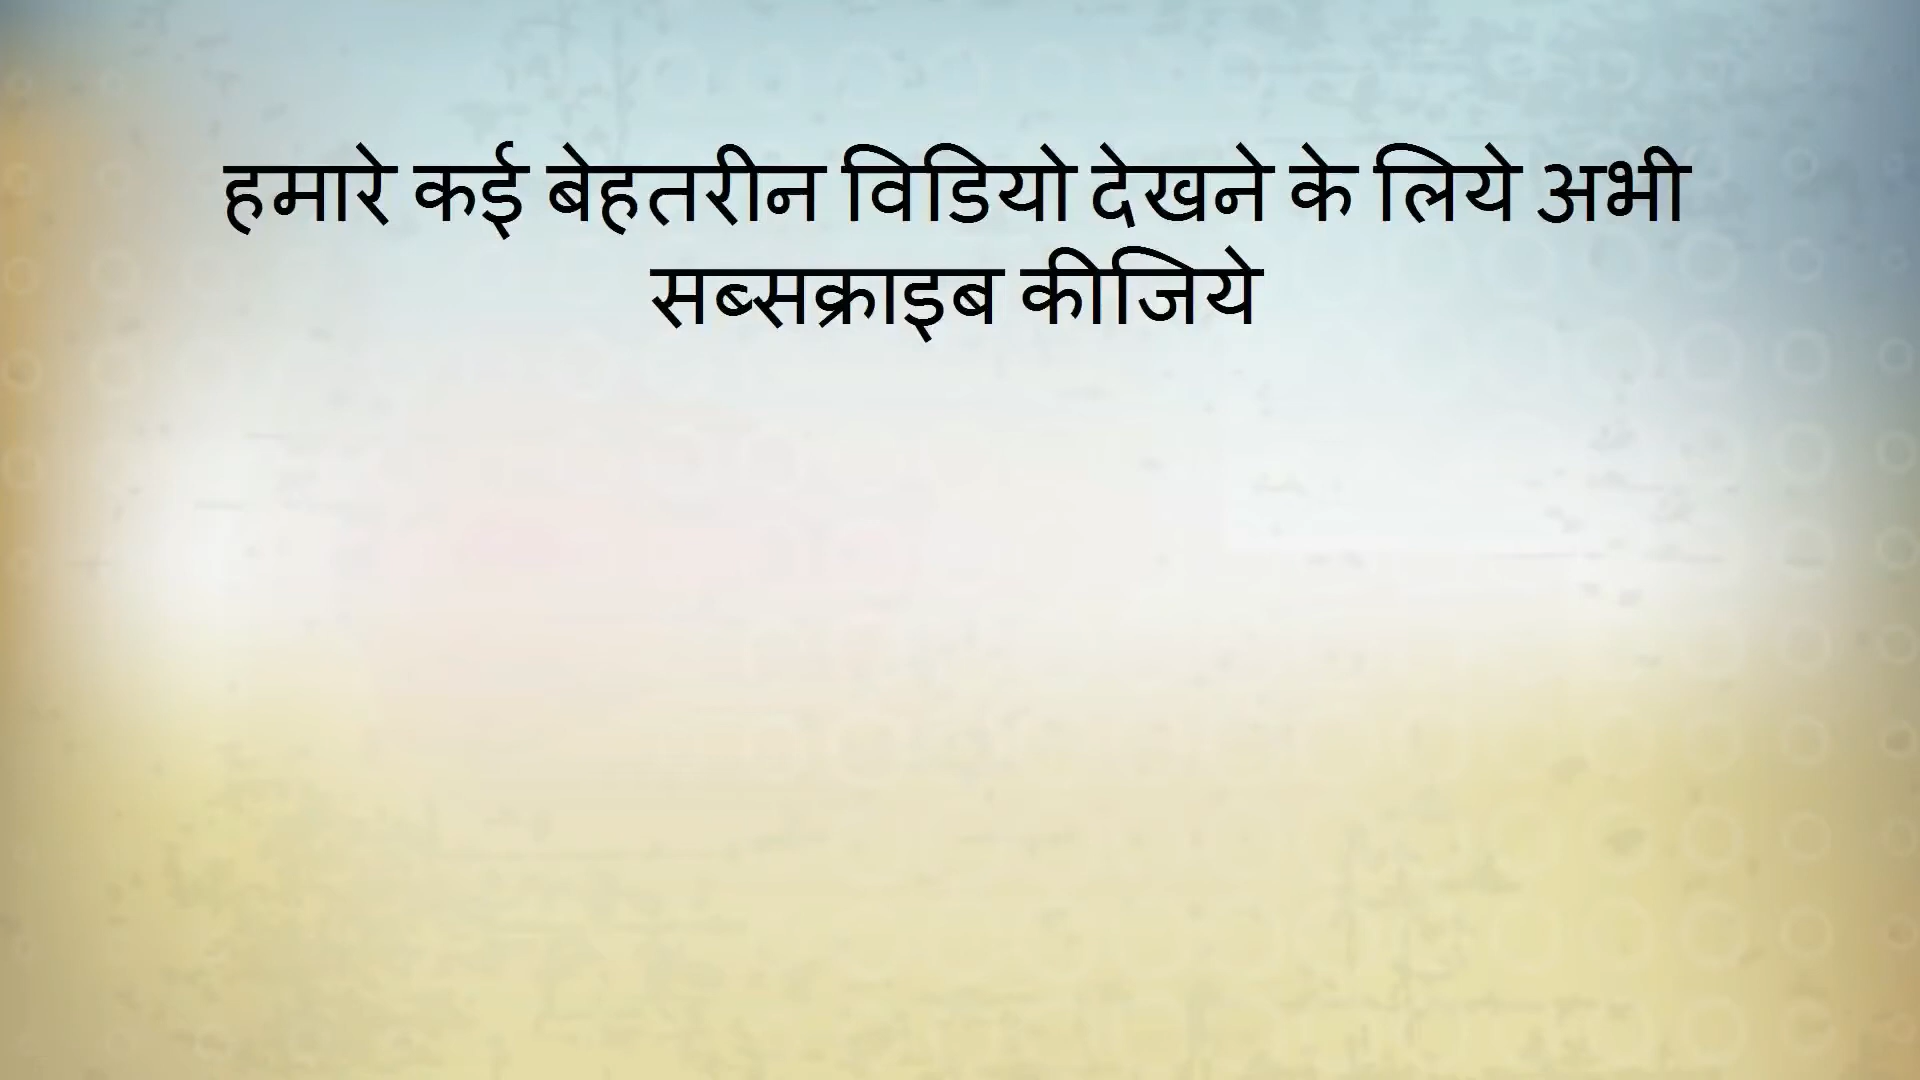 हमारे कई बेहतरीन विडियो देखने के लिये अभी
सब्सक्राइब कीजिये